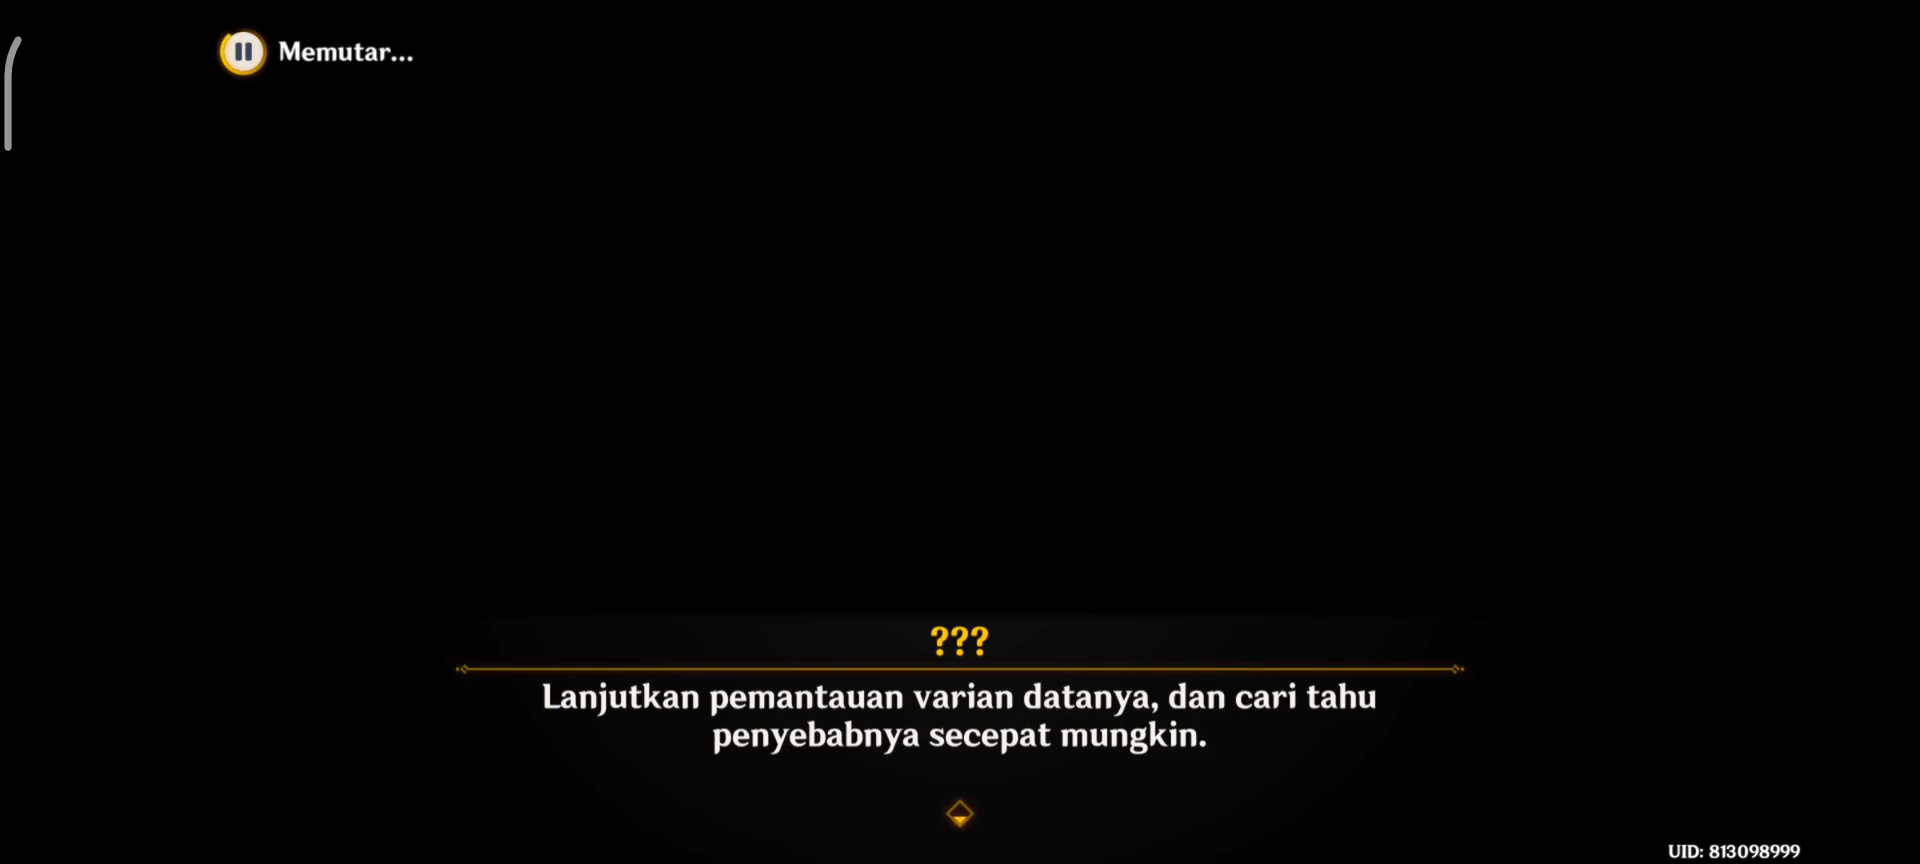 Memutar...
???
Lanjutkan pemantauan varian datanya, dan cari tahu
penyebabnya secepat mungkin.
UID: 813098999